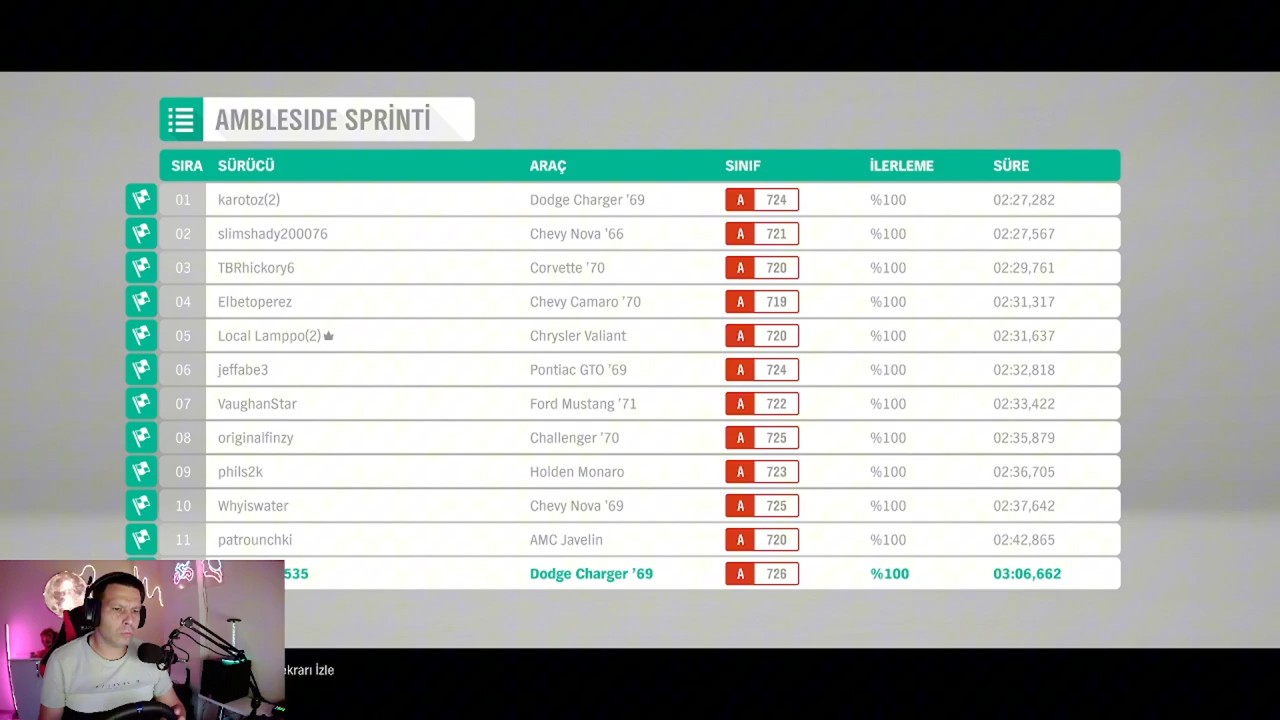 AMBLESIDE SPRİNTİ
SIRA SÜRÜCÜ ARAÇ SINIF İLERLEME SÜRE
01 karotoz(2) Dodge Charger '69 A 724 %100 02:27,282
02 slimshady200076 Chevy Nova '66 A 721 %100 02:27,567
03 TBRhickory6 Corvette '70 A 720 %100 02:29,761
04 Elbetoperez Chevy Camaro '70 A 719 %100 02:31,317
05 Local Lamppo(2) Chrysler Valiant A 720 %100 02:31,637
06 jeffabe3 Pontiac GTO '69 A 724 %100 02:32,818
07 VaughanStar Ford Mustang '71 A 722 %100 02:33,422
08 originalfinzy Challenger '70 A 725 %100 02:35,879
09 phils2k Holden Monaro A 723 %100 02:36,705
10 Whyiswater Chevy Nova '69 A 725 %100 02:37,642
11 patrounchki AMC Javelin A 720 %100 02:42,865
535 Dodge Charger '69 A 726 %100 03:06,662
ekrarı İzle